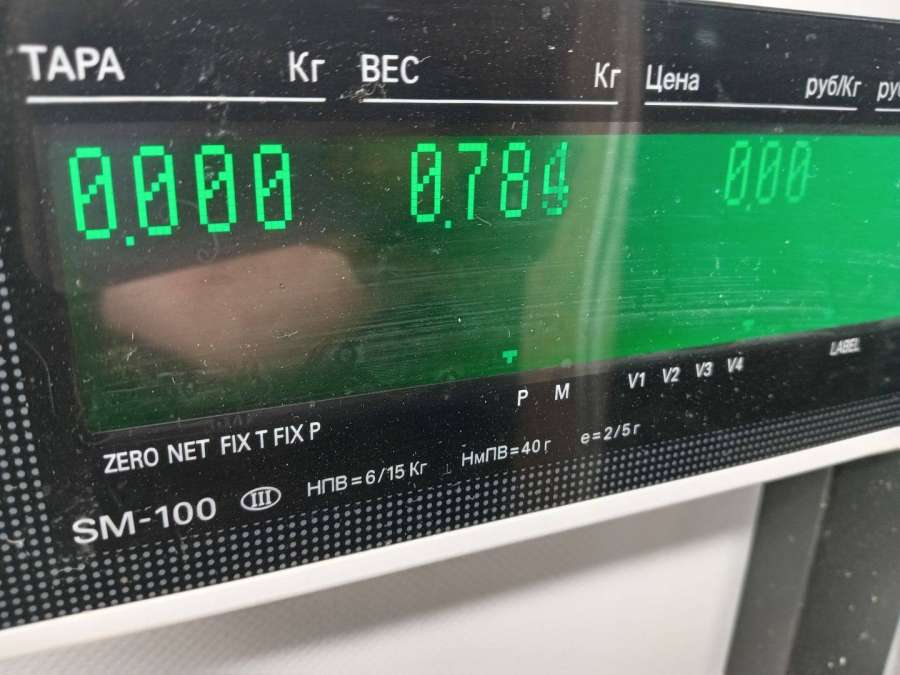 ТАРА Кг ВЕС Кг Цена руб/Кг
0.000 0.784 0.00
P M V1 V2 V3 V4 LABEL
ZERO NET FIX T FIX P
SM-100 III НПВ=6/15 Кг НмПВ=40 г e=2/5 г